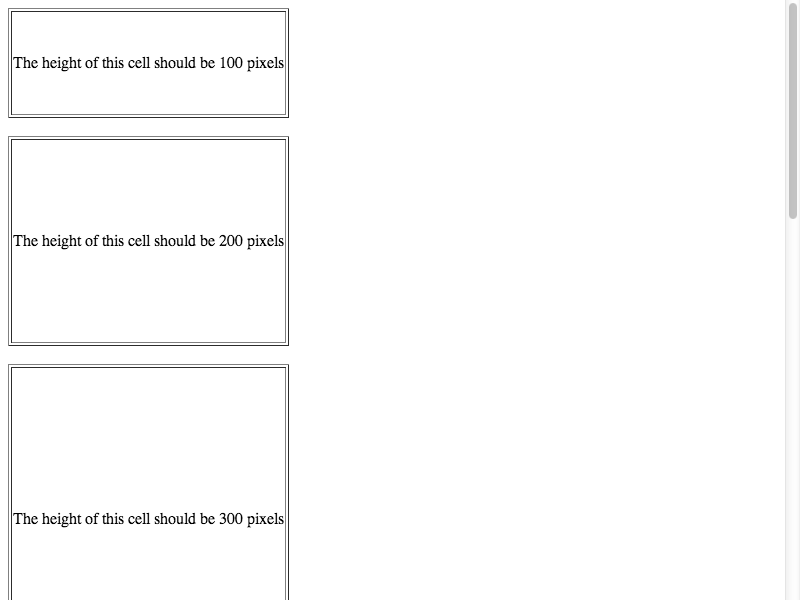 The height of this cell should be 100 pixels
The height of this cell should be 200 pixels
The height of this cell should be 300 pixels